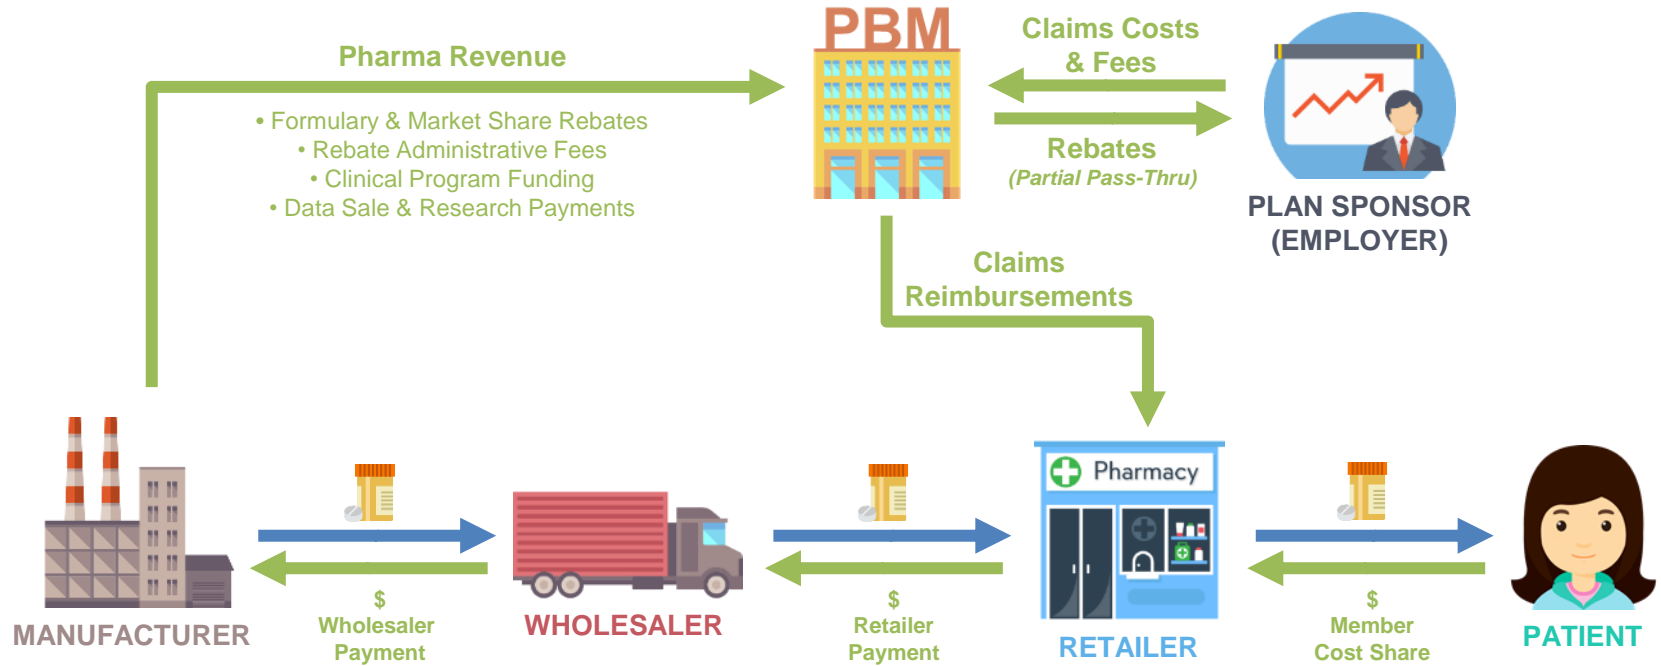 PBM
Pharma Revenue
• Formulary & Market Share Rebates
• Rebate Administrative Fees
• Clinical Program Funding
• Data Sale & Research Payments
Claims Costs
& Fees
Rebates
(Partial Pass-Thru)
PLAN SPONSOR
(EMPLOYER)
Claims
Reimbursements
MANUFACTURER
$
Wholesaler
Payment
WHOLESALER
$
Retailer
Payment
Pharmacy
RETAILER
$
Member
Cost Share
PATIENT